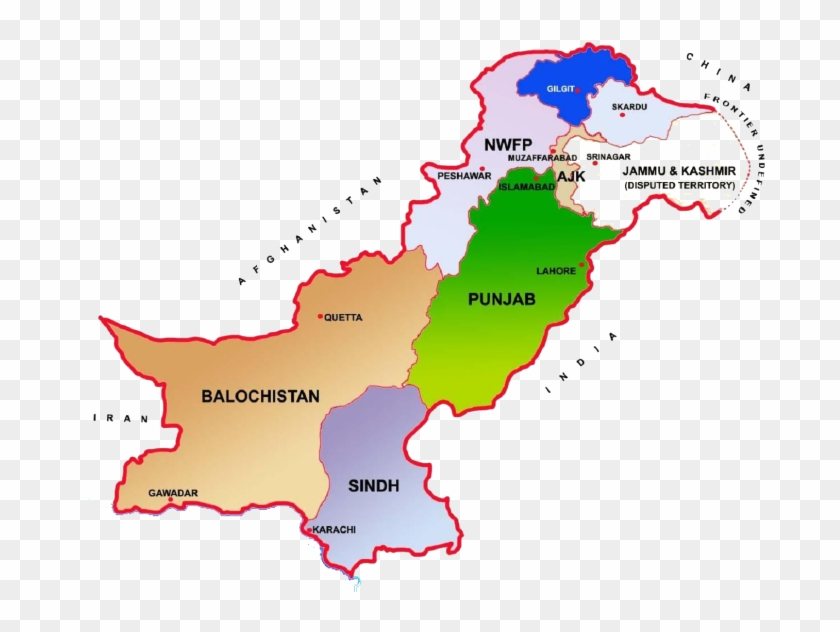 CHINA
FRONTIER UNDEFINED
GILGIT
SKARDU
NWFP
MUZAFFARABAD
SRINAGAR
PESHAWAR
AJK
JAMMU & KASHMIR
(DISPUTED TERRITORY)
ISLAMABAD
AFGHANISTAN
LAHORE
PUNJAB
QUETTA
INDIA
BALOCHISTAN
IRAN
SINDH
GAWADAR
KARACHI